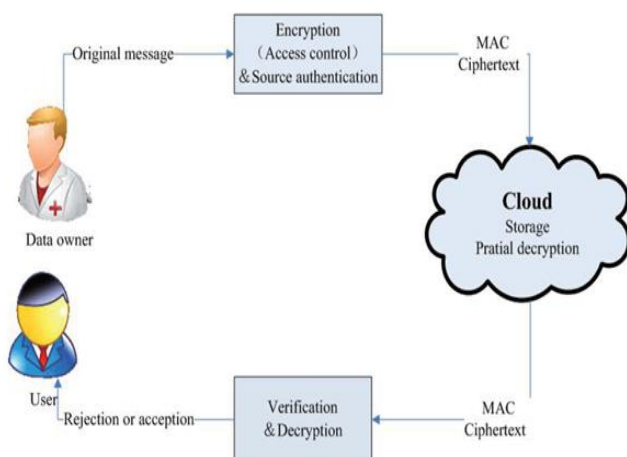 Original message
Encryption
(Access control)
& Source authentication
MAC
Ciphertext
Data owner
Cloud
Storage
Pratial decryption
User
Rejection or acception
Verification
& Decryption
MAC
Ciphertext